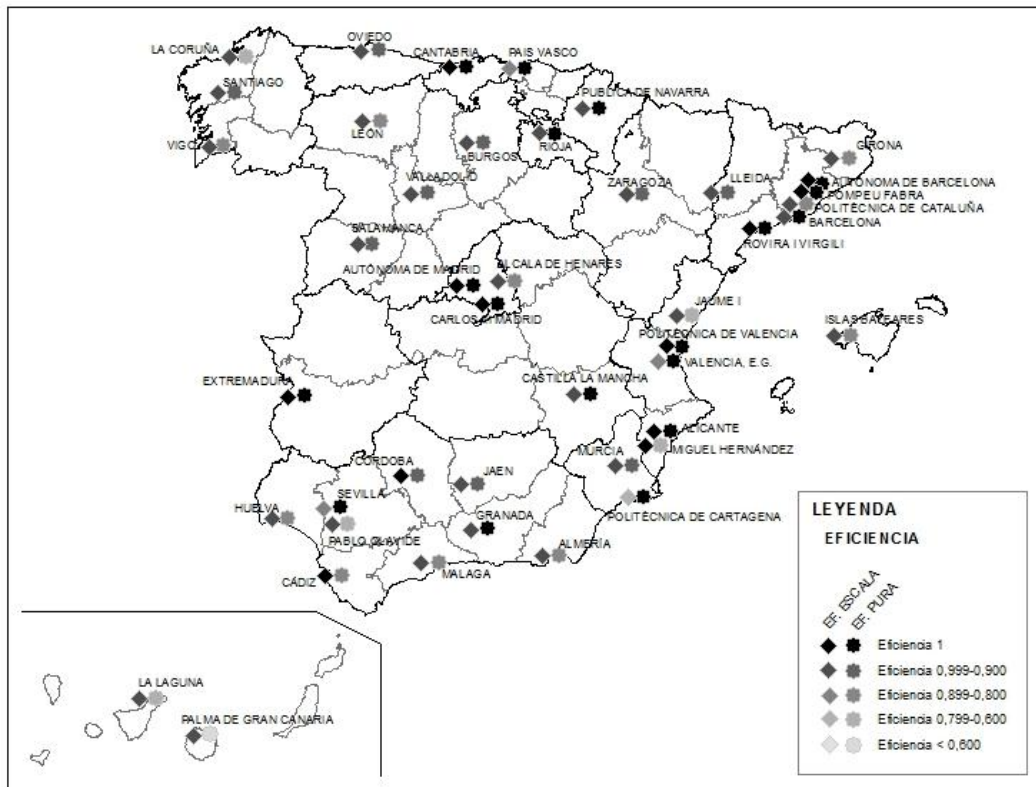 OVIEDO
LA CORUÑA
CANTABRIA
PAIS VASCO
SANTIAGO
PUBLICA DE NAVARRA
LEÓN
RIOJA
VIGO
BURGOS
GIRONA
VALLADOLID
ZARAGOZA
LLEIDA
AUTÓNOMA DE BARCELONA
POMPEU FABRA
POLITÉCNICA DE CATALUÑA
BARCELONA
SALAMANCA
ROVIRA I VIRGILI
ALCALA DE HENARES
AUTÓNOMA DE MADRID
JAUME I
CARLOS III MADRID
ISLAS BALEARES
POLITÉCNICA DE VALENCIA
VALENCIA, E.G.
EXTREMADURA
CASTILLA LA MANCHA
ALICANTE
MIGUEL HERNÁNDEZ
MURCIA
CÓRDOBA
JAEN
SEVILLA
HUELVA
GRANADA
POLITÉCNICA DE CARTAGENA
PABLO OLAVIDE
ALMERÍA
MALAGA
CÁDIZ
LA LAGUNA
PALMA DE GRAN CANARIA
LEYENDA
EFICIENCIA
EF. ESCALA
EF. PURA
Eficiencia 1
Eficiencia 0,999-0,900
Eficiencia 0,899-0,800
Eficiencia 0,799-0,600
Eficiencia < 0,600